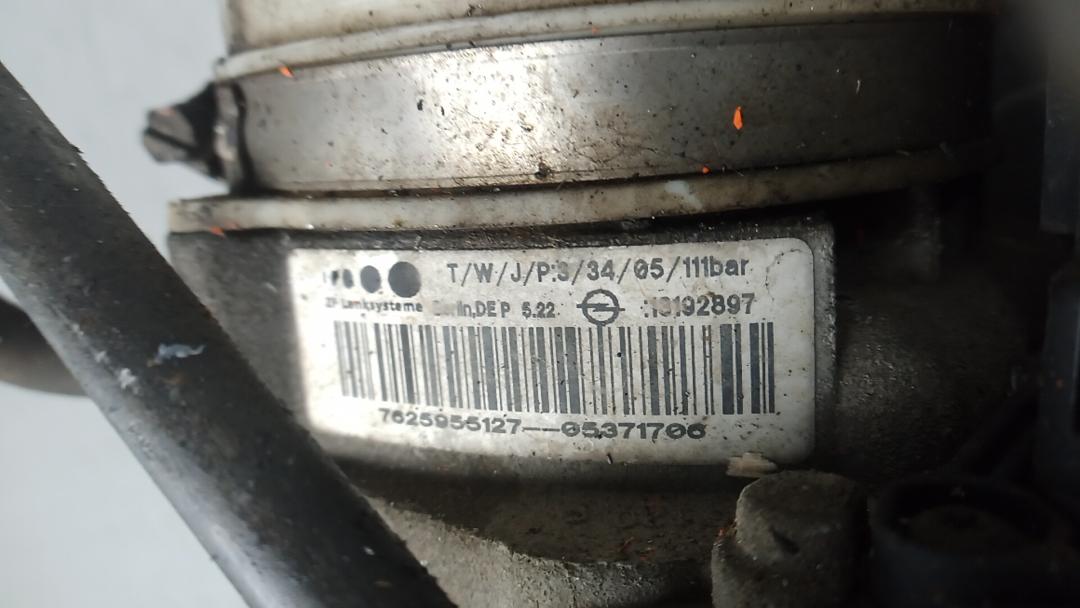 T/W/J/P:3/34/05/111bar
ZF Lenksysteme Berlin,DE P 5.22 13192897
7625955127--05371706